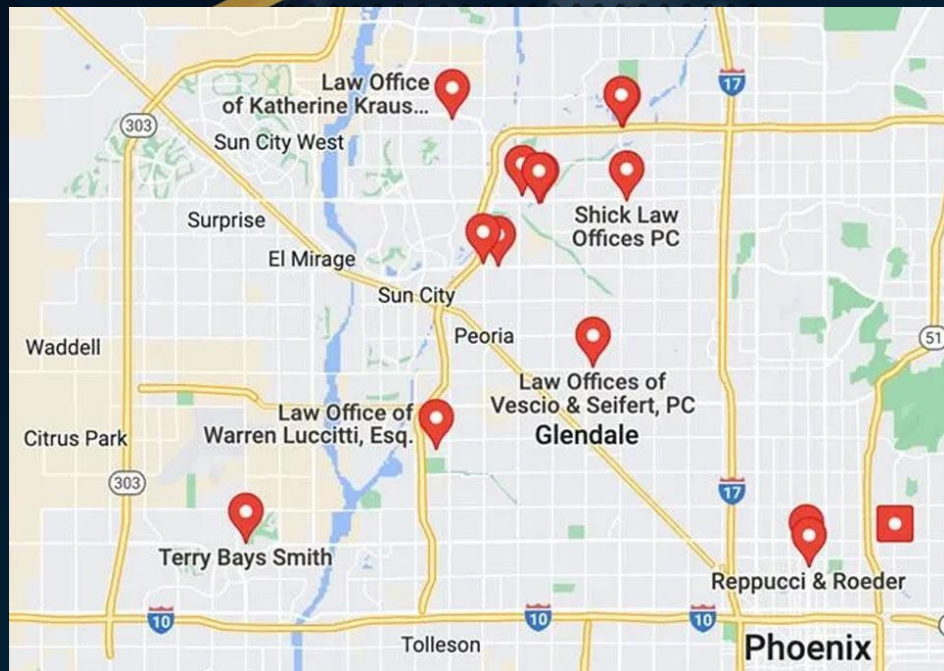 Law Office
of Katherine Kraus...
17
303
Sun City West
Surprise
Shick Law
Offices PC
El Mirage
Sun City
Peoria
51
Waddell
Law Offices of
Vescio & Seifert, PC
Law Office of
Warren Luccitti, Esq.
Citrus Park
Glendale
303
17
Terry Bays Smith
Reppucci & Roeder
10
10
10
Tolleson
Phoenix